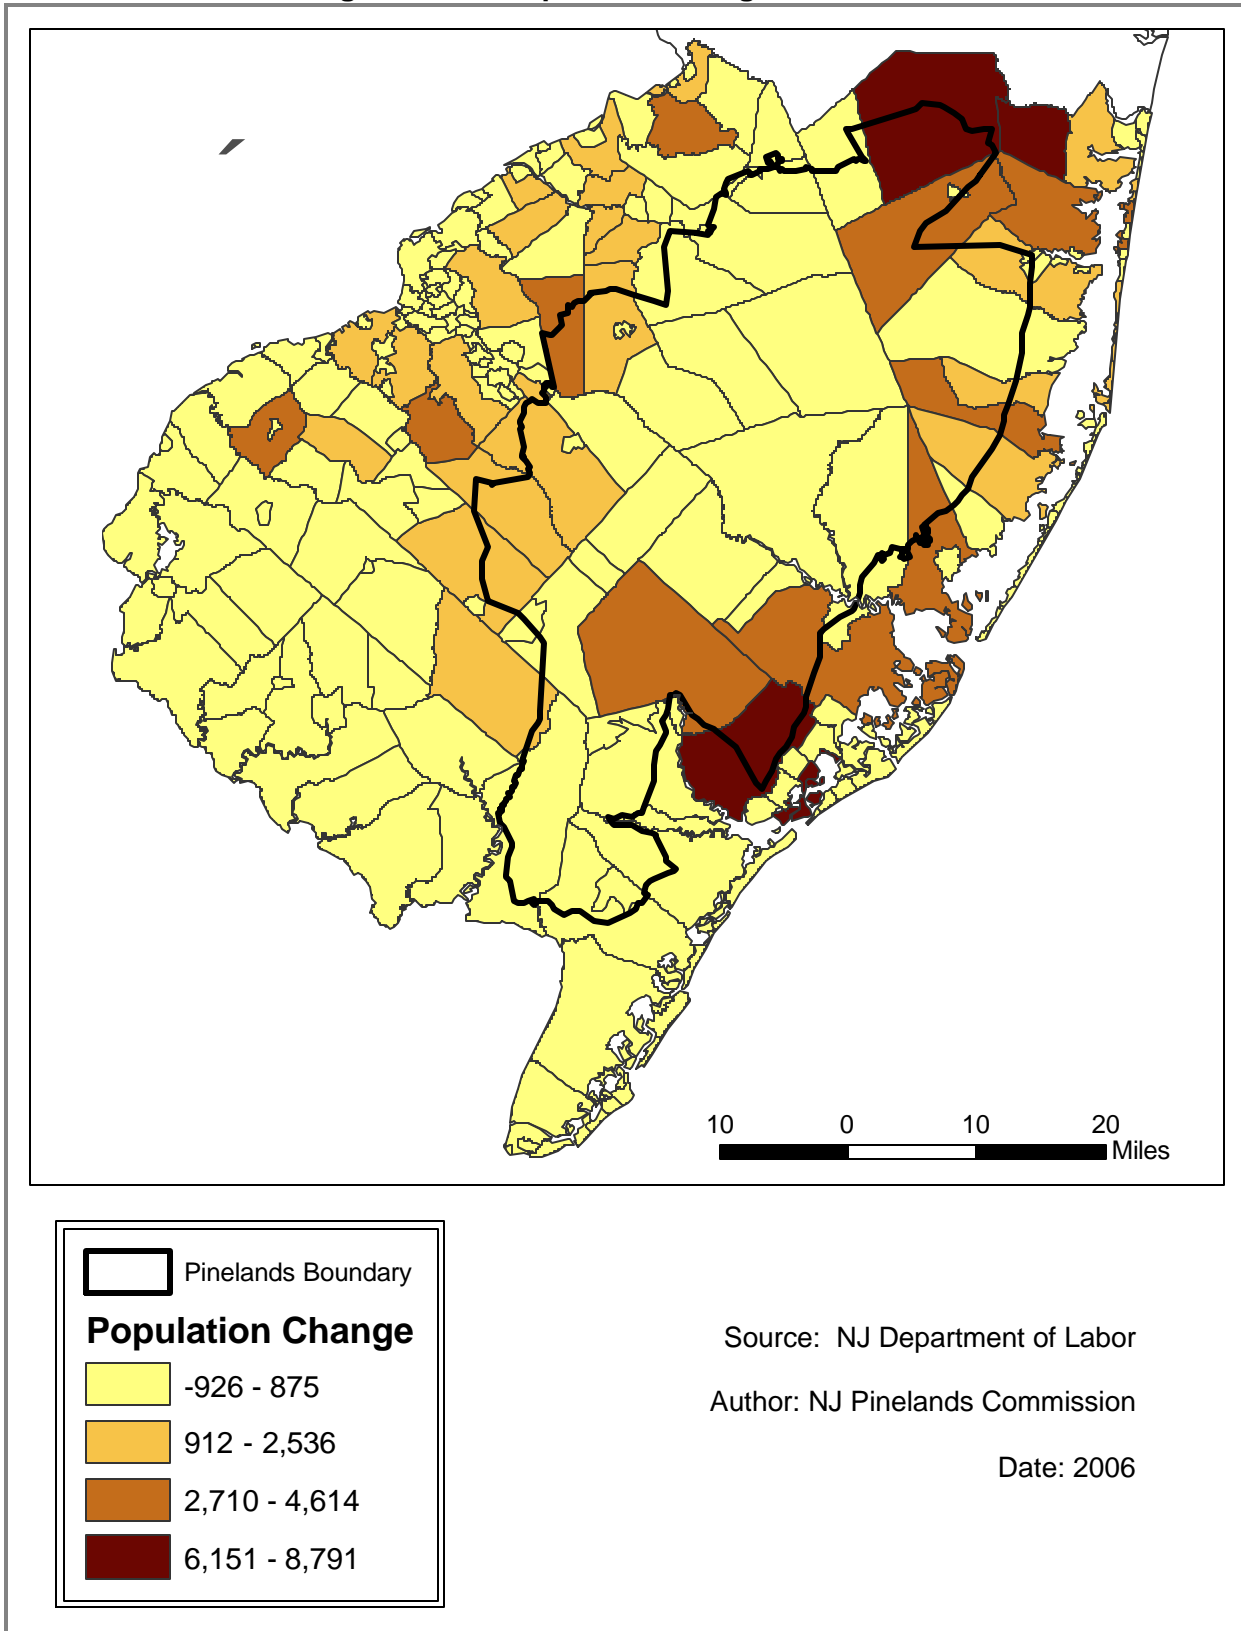 10 0 10 20
Miles
Pinelands Boundary
Population Change
-926 - 875
912 - 2,536
2,710 - 4,614
6,151 - 8,791
Source: NJ Department of Labor
Author: NJ Pinelands Commission
Date: 2006